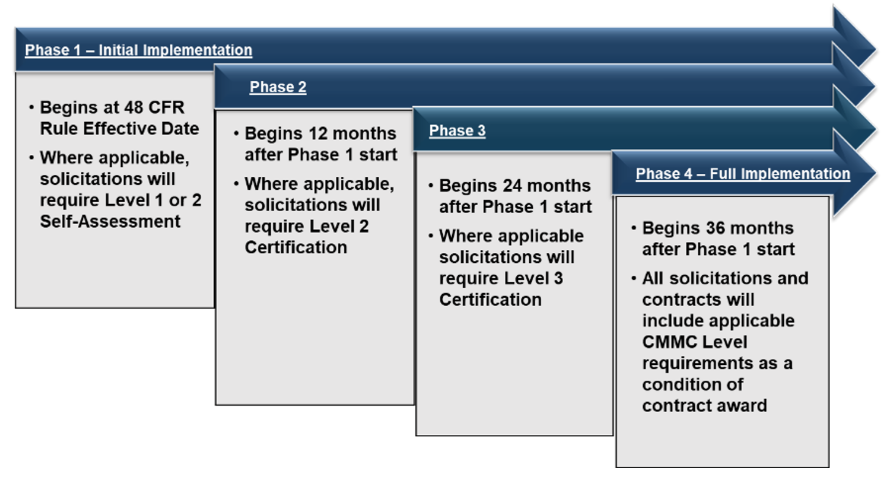 Phase 1 – Initial Implementation
• Begins at 48 CFR
Rule Effective Date
• Where applicable,
solicitations will
require Level 1 or 2
Self-Assessment
Phase 2
• Begins 12 months
after Phase 1 start
• Where applicable,
solicitations will
require Level 2
Certification
Phase 3
• Begins 24 months
after Phase 1 start
• Where applicable
solicitations will
require Level 3
Certification
Phase 4 – Full Implementation
• Begins 36 months
after Phase 1 start
• All solicitations and
contracts will
include applicable
CMMC Level
requirements as a
condition of
contract award